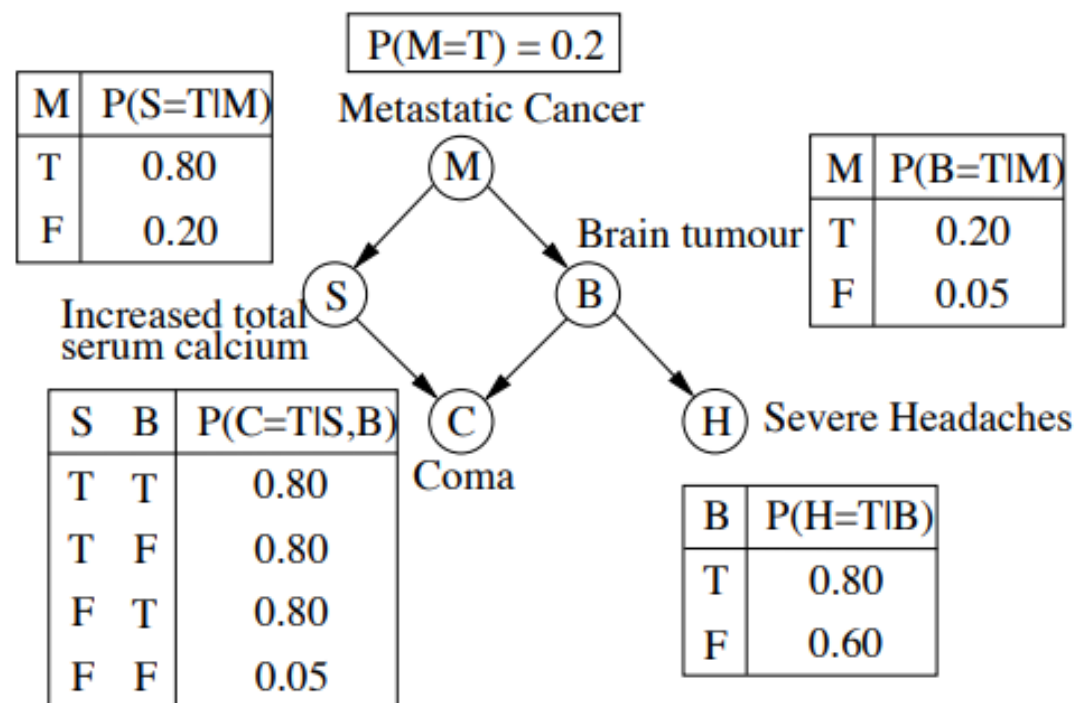 P(M=T) = 0.2
Metastatic Cancer
M P(S=T|M)
T 0.80
F 0.20
M
M P(B=T|M)
T 0.20
F 0.05
Brain tumour
S
B
Increased total
serum calcium
S B P(C=T|S,B)
T T 0.80
T F 0.80
F T 0.80
F F 0.05
C
Coma
H
Severe Headaches
B P(H=T|B)
T 0.80
F 0.60